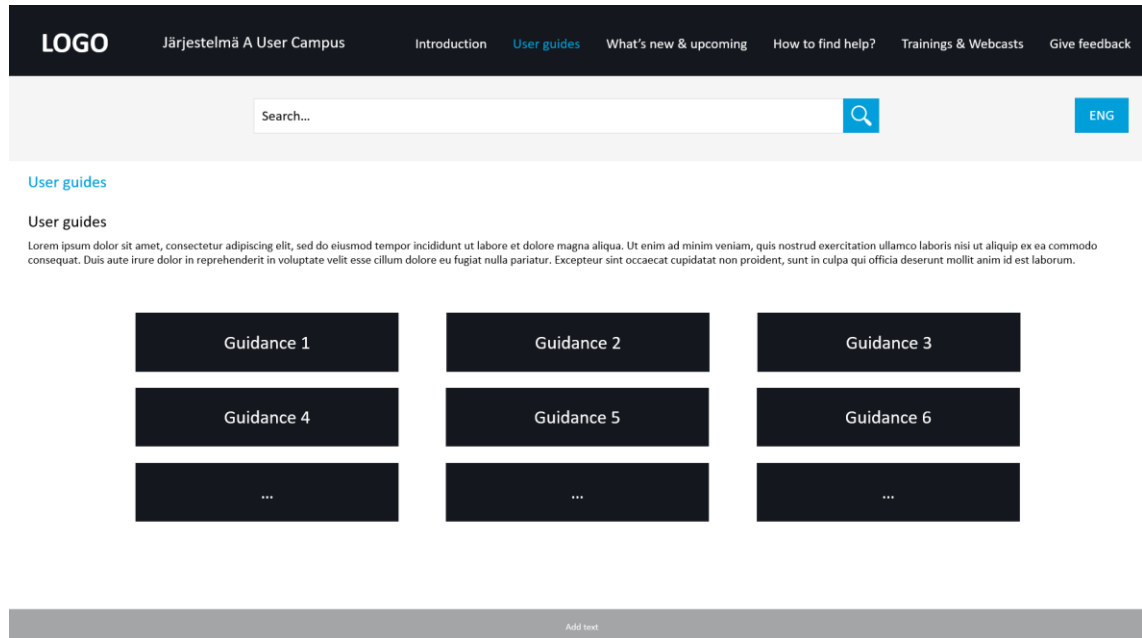 LOGO Järjestelmä A User Campus Introduction User guides What's new & upcoming How to find help? Trainings & Webcasts Give feedback
Search... ENG
User guides
User guides
Lorem ipsum dolor sit amet, consectetur adipiscing elit, sed do eiusmod tempor incididunt ut labore et dolore magna aliqua. Ut enim ad minim veniam, quis nostrud exercitation ullamco laboris nisi ut aliquip ex ea commodo
consequat. Duis aute irure dolor in reprehenderit in voluptate velit esse cillum dolore eu fugiat nulla pariatur. Excepteur sint occaecat cupidatat non proident, sunt in culpa qui officia deserunt mollit anim id est laborum.
Guidance 1 Guidance 2 Guidance 3
Guidance 4 Guidance 5 Guidance 6
... ... ...
Add text